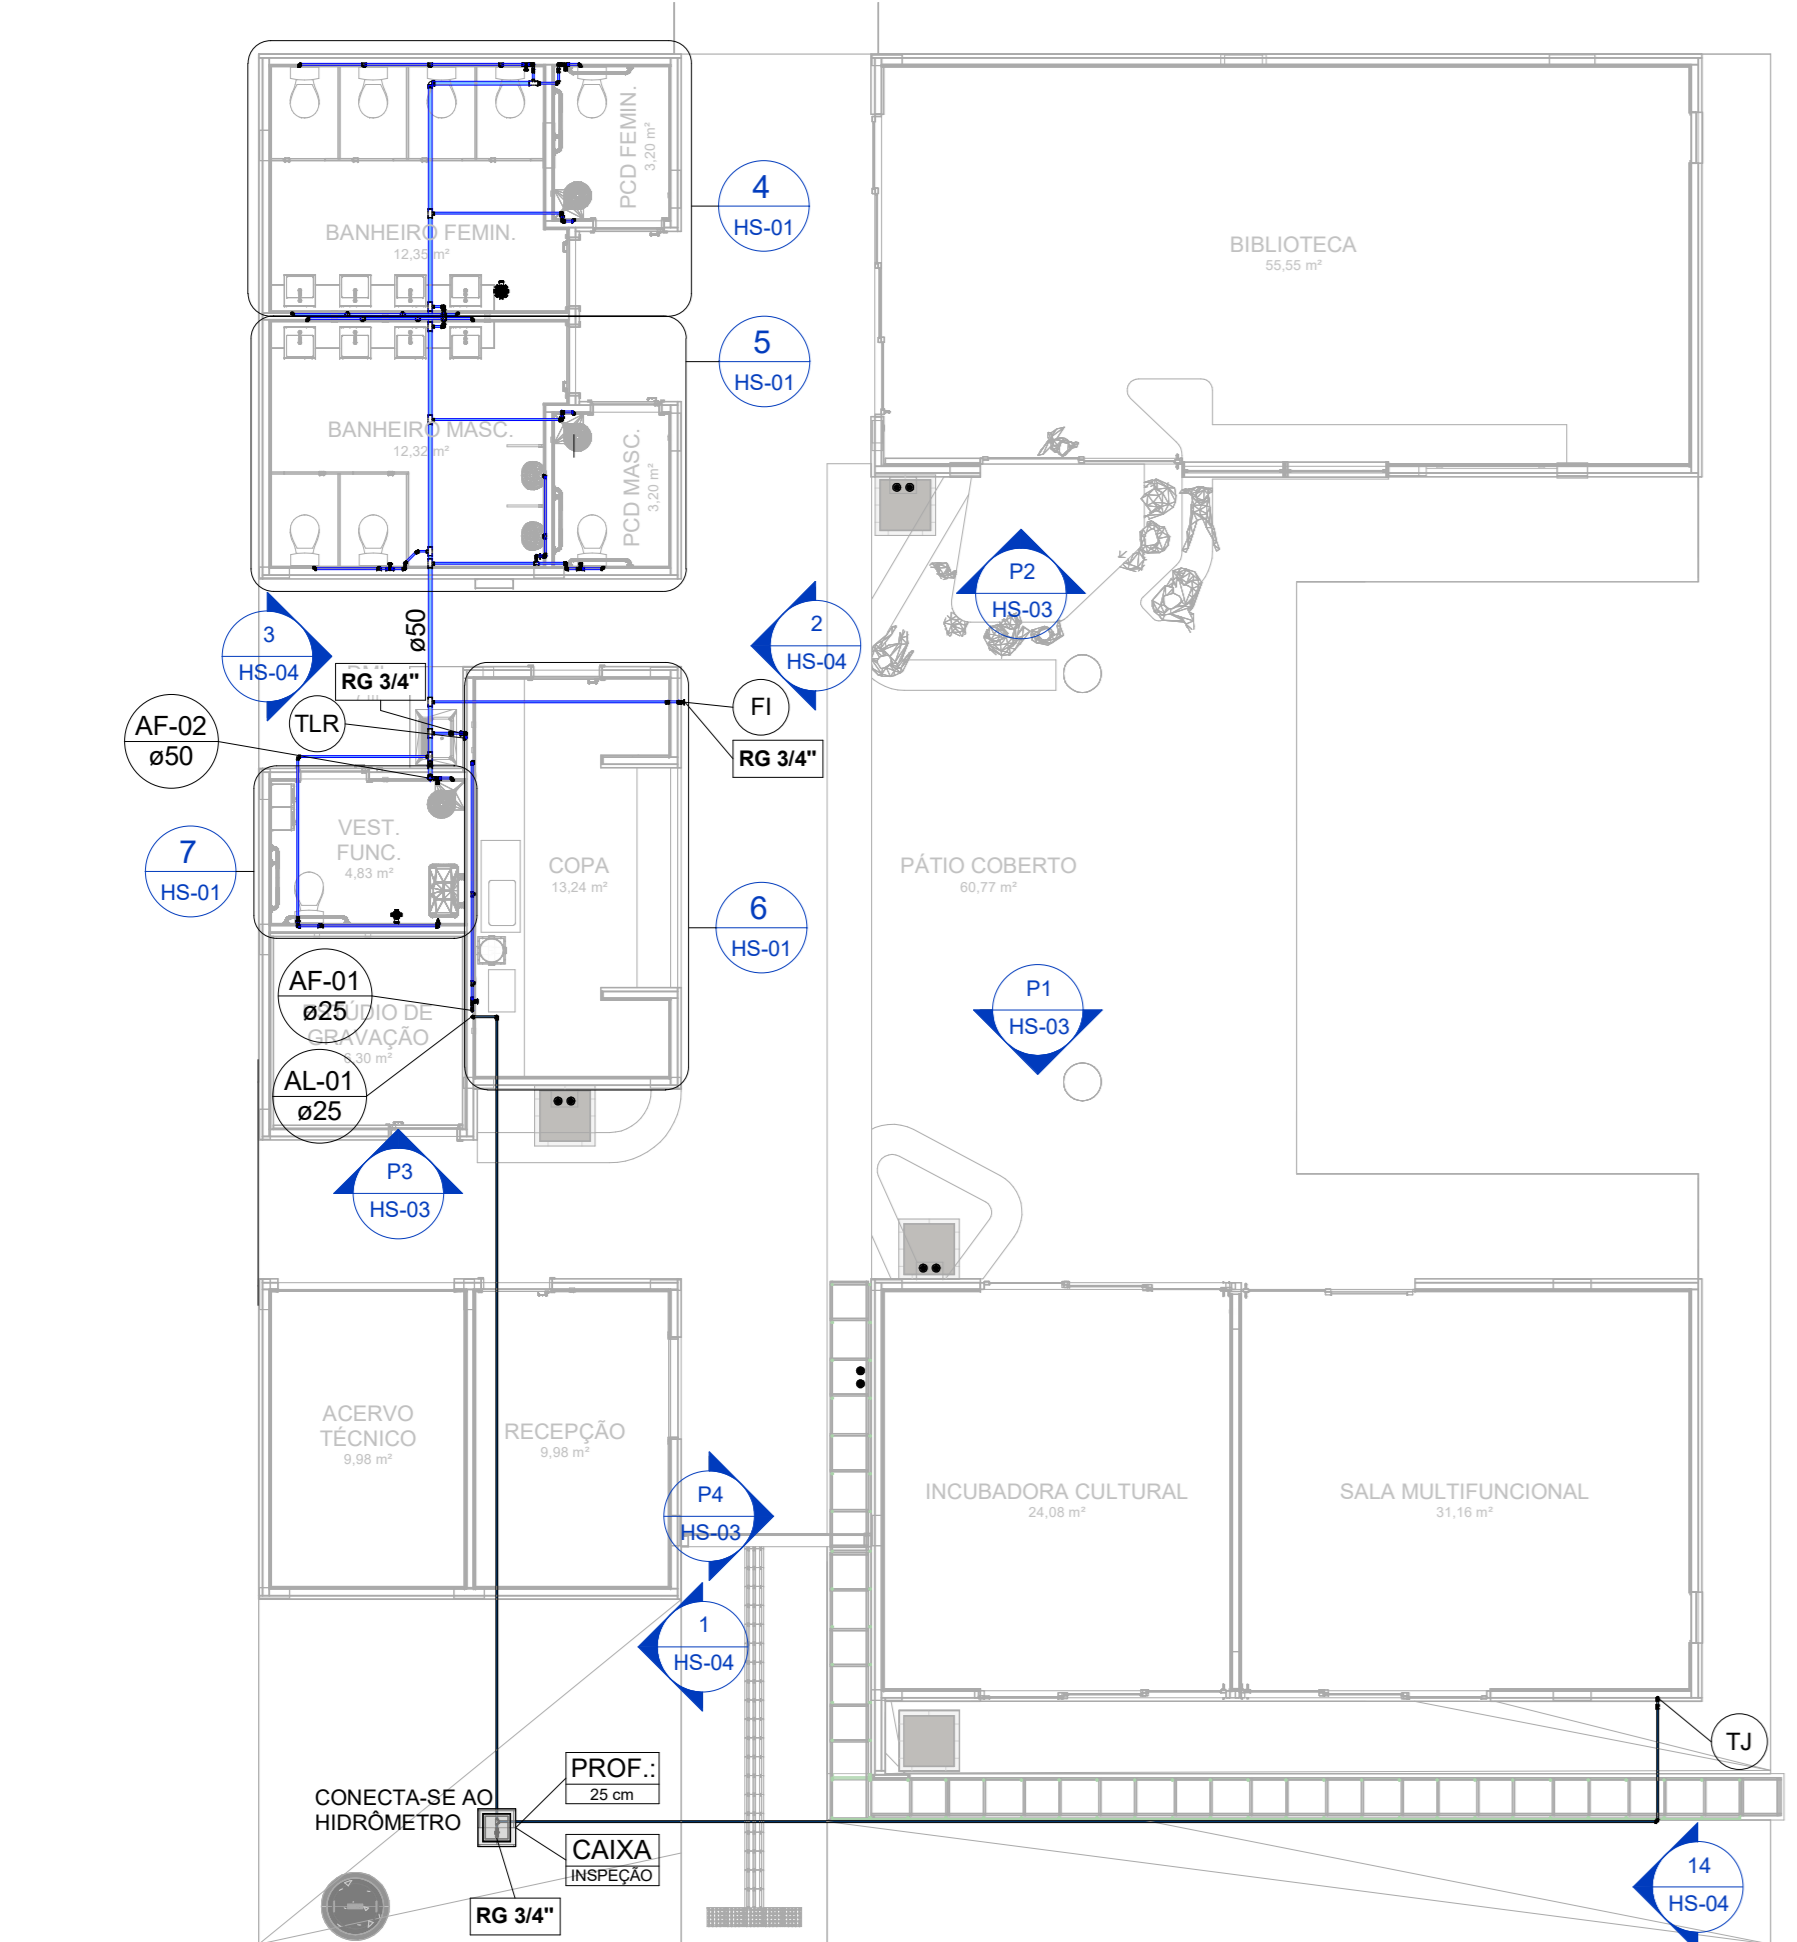 PCD FEMIN.
3,20 m²
4
HS-01
BANHEIRO FEMIN.
12,35 m²
BIBLIOTECA
55,55 m²
5
HS-01
BANHEIRO MASC.
12,32 m²
PCD MASC.
3,20 m²
P2
HS-03
3
HS-04
ø50
2
HS-04
RG 3/4"
AF-02
ø50
TLR
FI
RG 3/4"
VEST.
FUNC.
4,83 m²
7
HS-01
COPA
13,24 m²
PÁTIO COBERTO
60,77 m²
6
HS-01
AF-01
ø25
GRAVAÇÃO
P1
HS-03
AL-01
ø25
P3
HS-03
ACERVO
TÉCNICO
9,98 m²
RECEPÇÃO
9,98 m²
P4
HS-03
INCUBADORA CULTURAL
24,08 m²
SALA MULTIFUNCIONAL
31,16 m²
1
HS-04
TJ
PROF.:
25 cm
CONECTA-SE AO
HIDRÔMETRO
CAIXA
INSPEÇÃO
RG 3/4"
14
HS-04